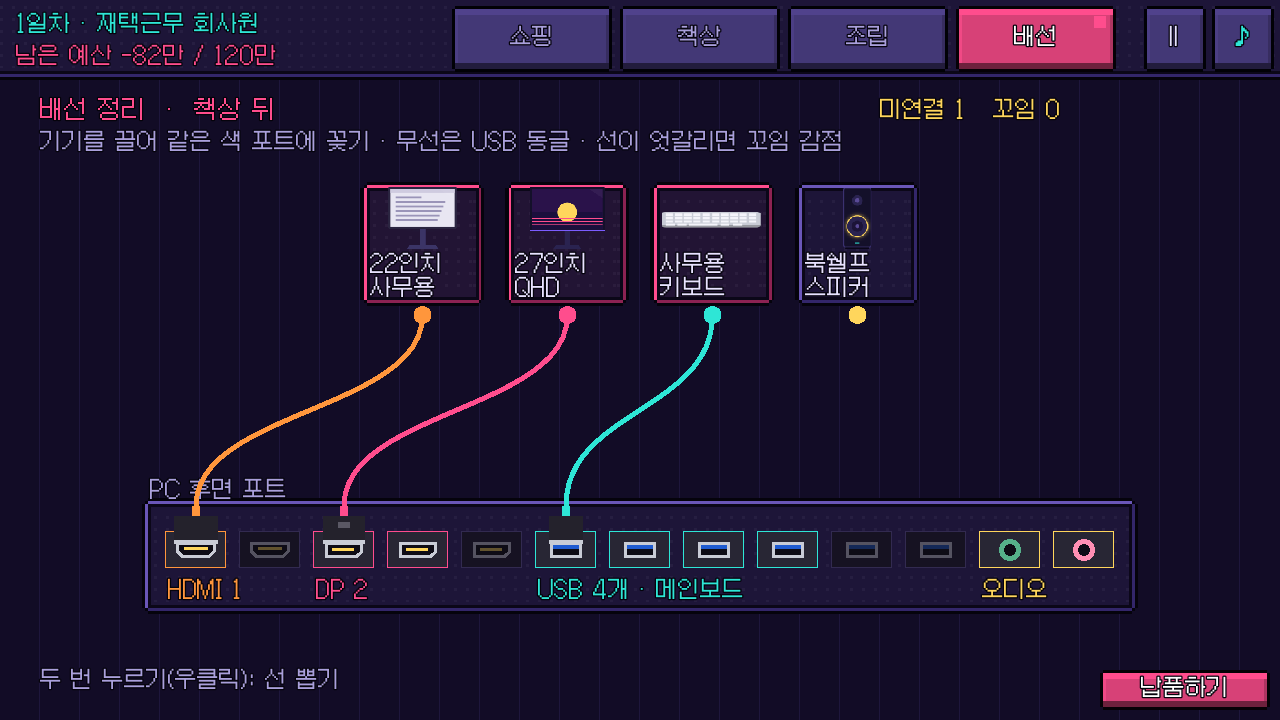 1일차 · 재택근무 회사원
남은 예산 -82만 / 120만
쇼핑
책상
조립
배선
배선 정리 · 책상 뒤
미연결 1 꼬임 0
기기를 끌어 같은 색 포트에 꽂기 · 무선은 USB 동글 · 선이 엇갈리면 꼬임 감점
22인치
사무용
27인치
QHD
사무용
키보드
북쉘프
스피커
PC 후면 포트
HDMI 1
DP 2
USB 4개 · 메인보드
오디오
두 번 누르기(우클릭): 선 뽑기
납품하기